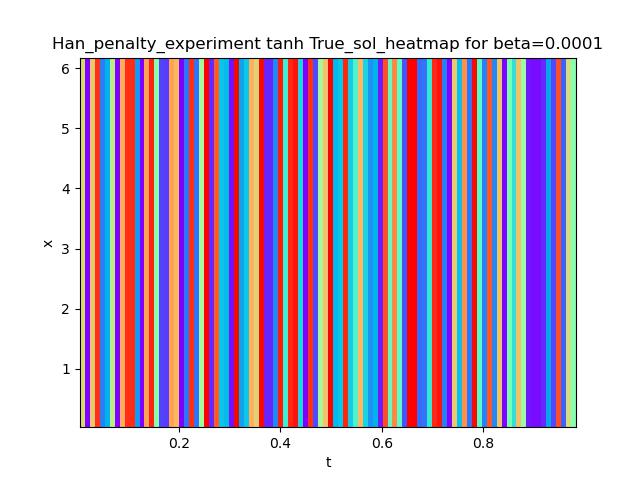 Han_penalty_experiment tanh True_sol_heatmap for beta=0.0001
6
5
4
3
2
1
x
0.2 0.4 0.6 0.8
t